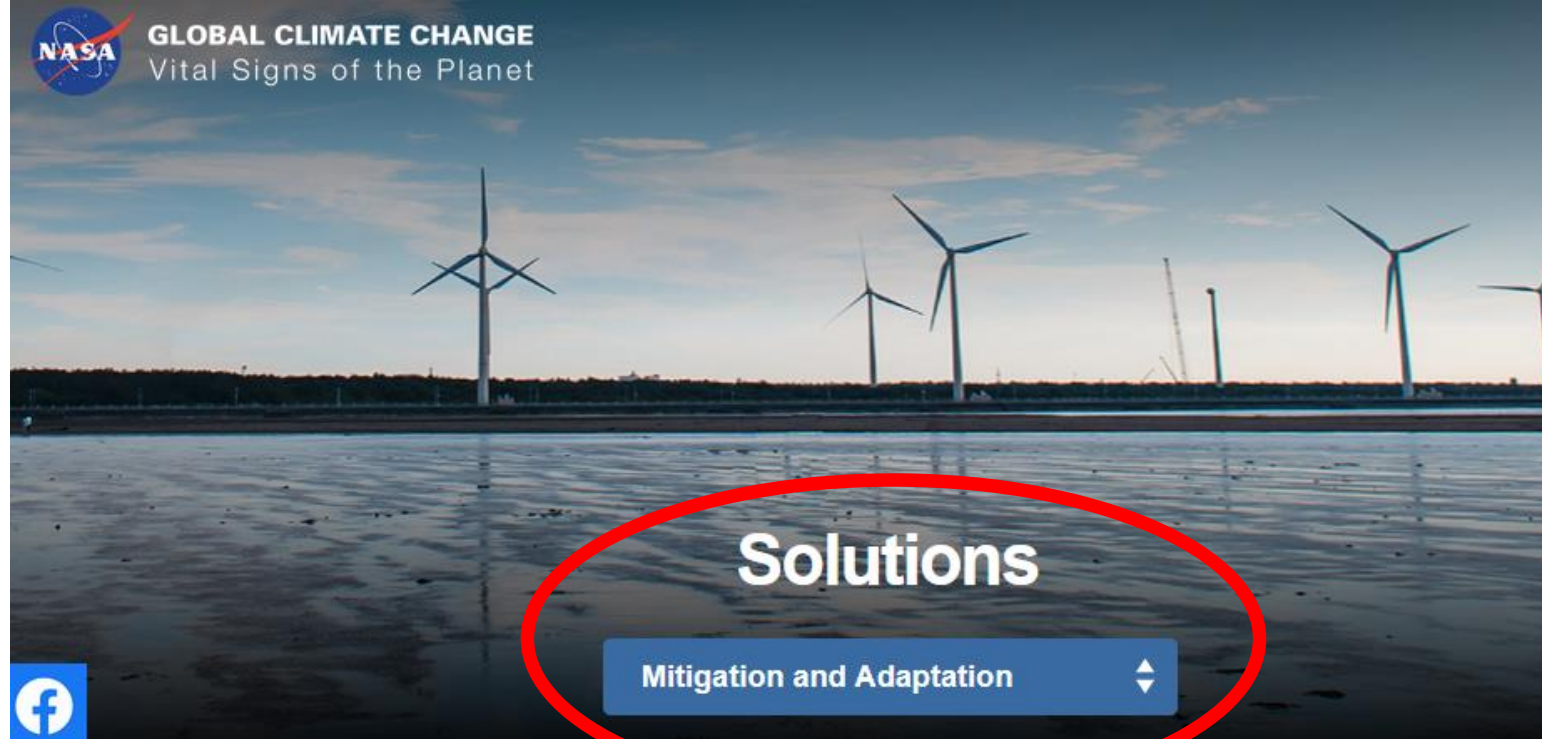 NASA
GLOBAL CLIMATE CHANGE
Vital Signs of the Planet
Solutions
Mitigation and Adaptation